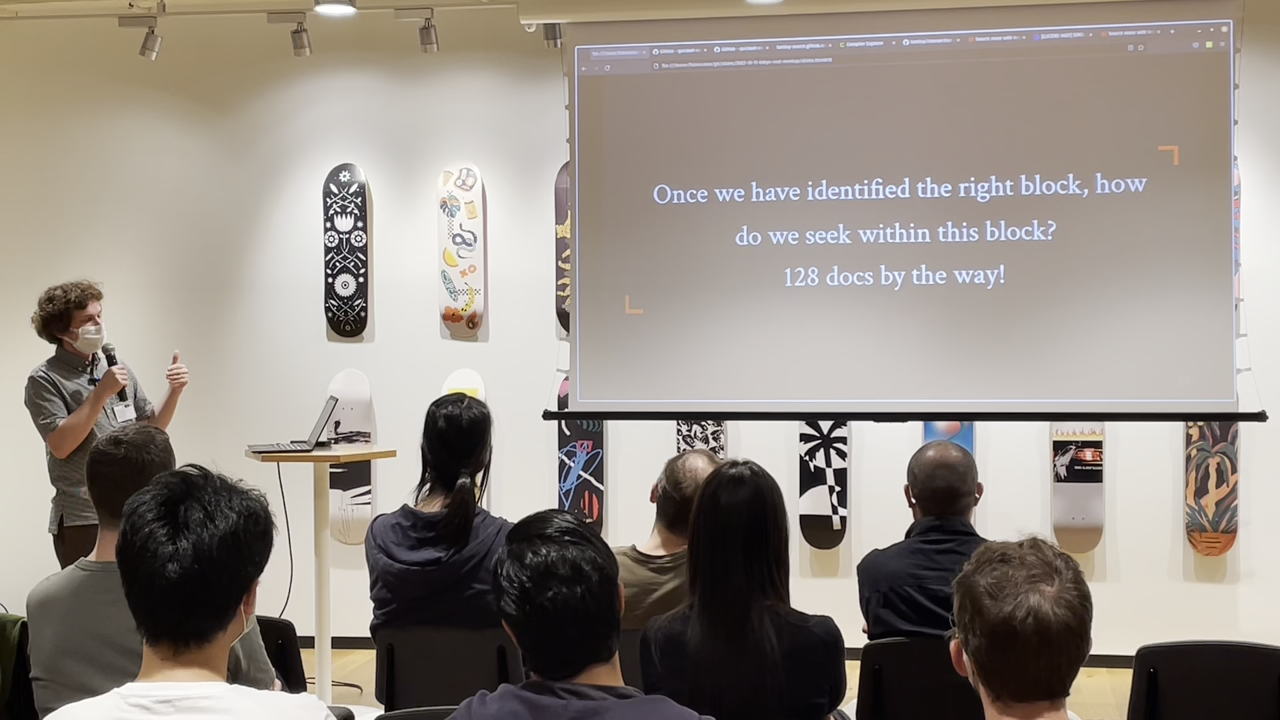 Once we have identified the right block, how
do we seek within this block?
128 docs by the way!